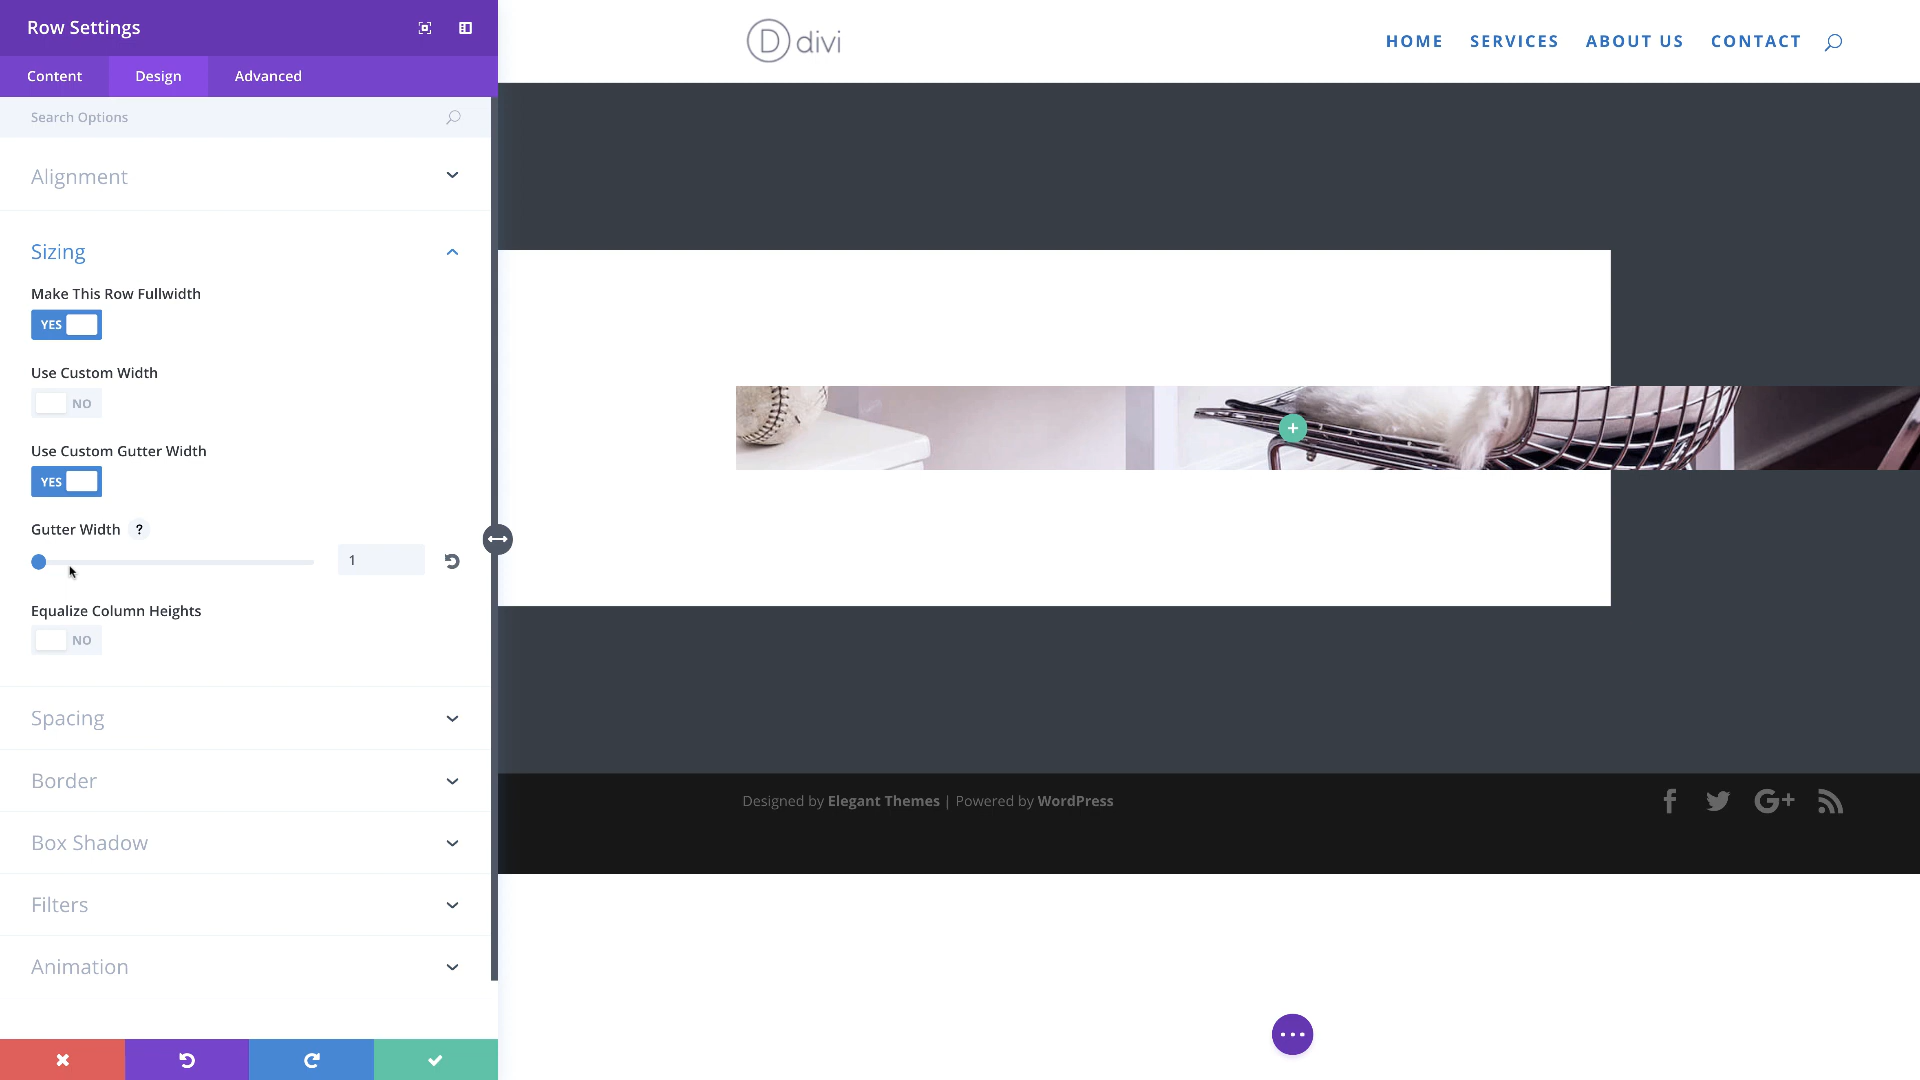 Row Settings
Content Design Advanced
Search Options
Alignment
Sizing
Make This Row Fullwidth
YES
Use Custom Width
NO
Use Custom Gutter Width
YES
Gutter Width ?
1
Equalize Column Heights
NO
Spacing
Border
Box Shadow
Filters
Animation
D divi
HOME SERVICES ABOUT US CONTACT
Designed by Elegant Themes | Powered by WordPress
G+